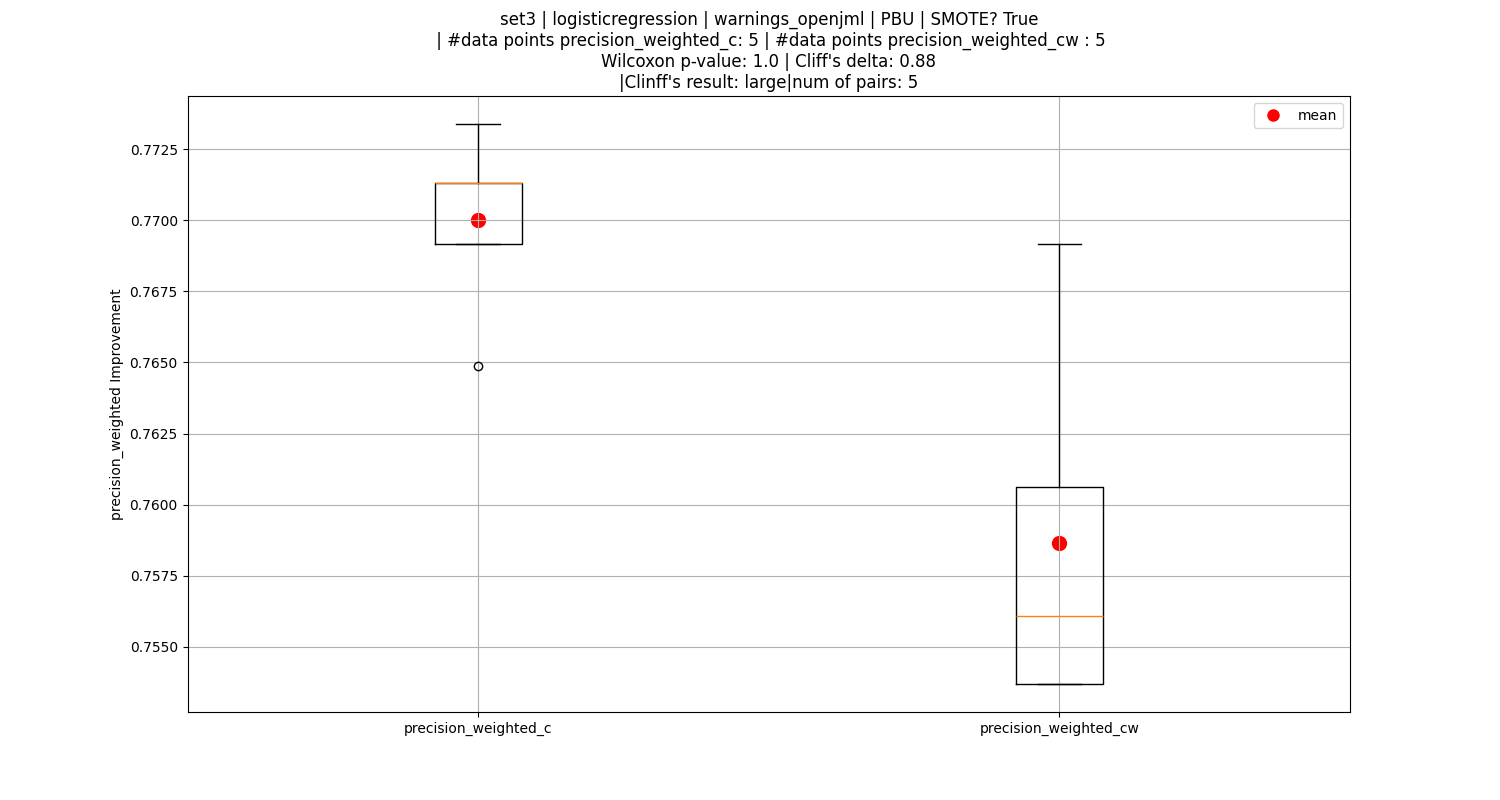 set3 | logisticregression | warnings_openjml | PBU | SMOTE? True
| #data points precision_weighted_c: 5 | #data points precision_weighted_cw : 5
Wilcoxon p-value: 1.0 | Cliff's delta: 0.88
|Clinff's result: large|num of pairs: 5
mean
0.7725
0.7700
0.7675
0.7650
0.7625
0.7600
0.7575
0.7550
precision_weighted Improvement
precision_weighted_c
precision_weighted_cw